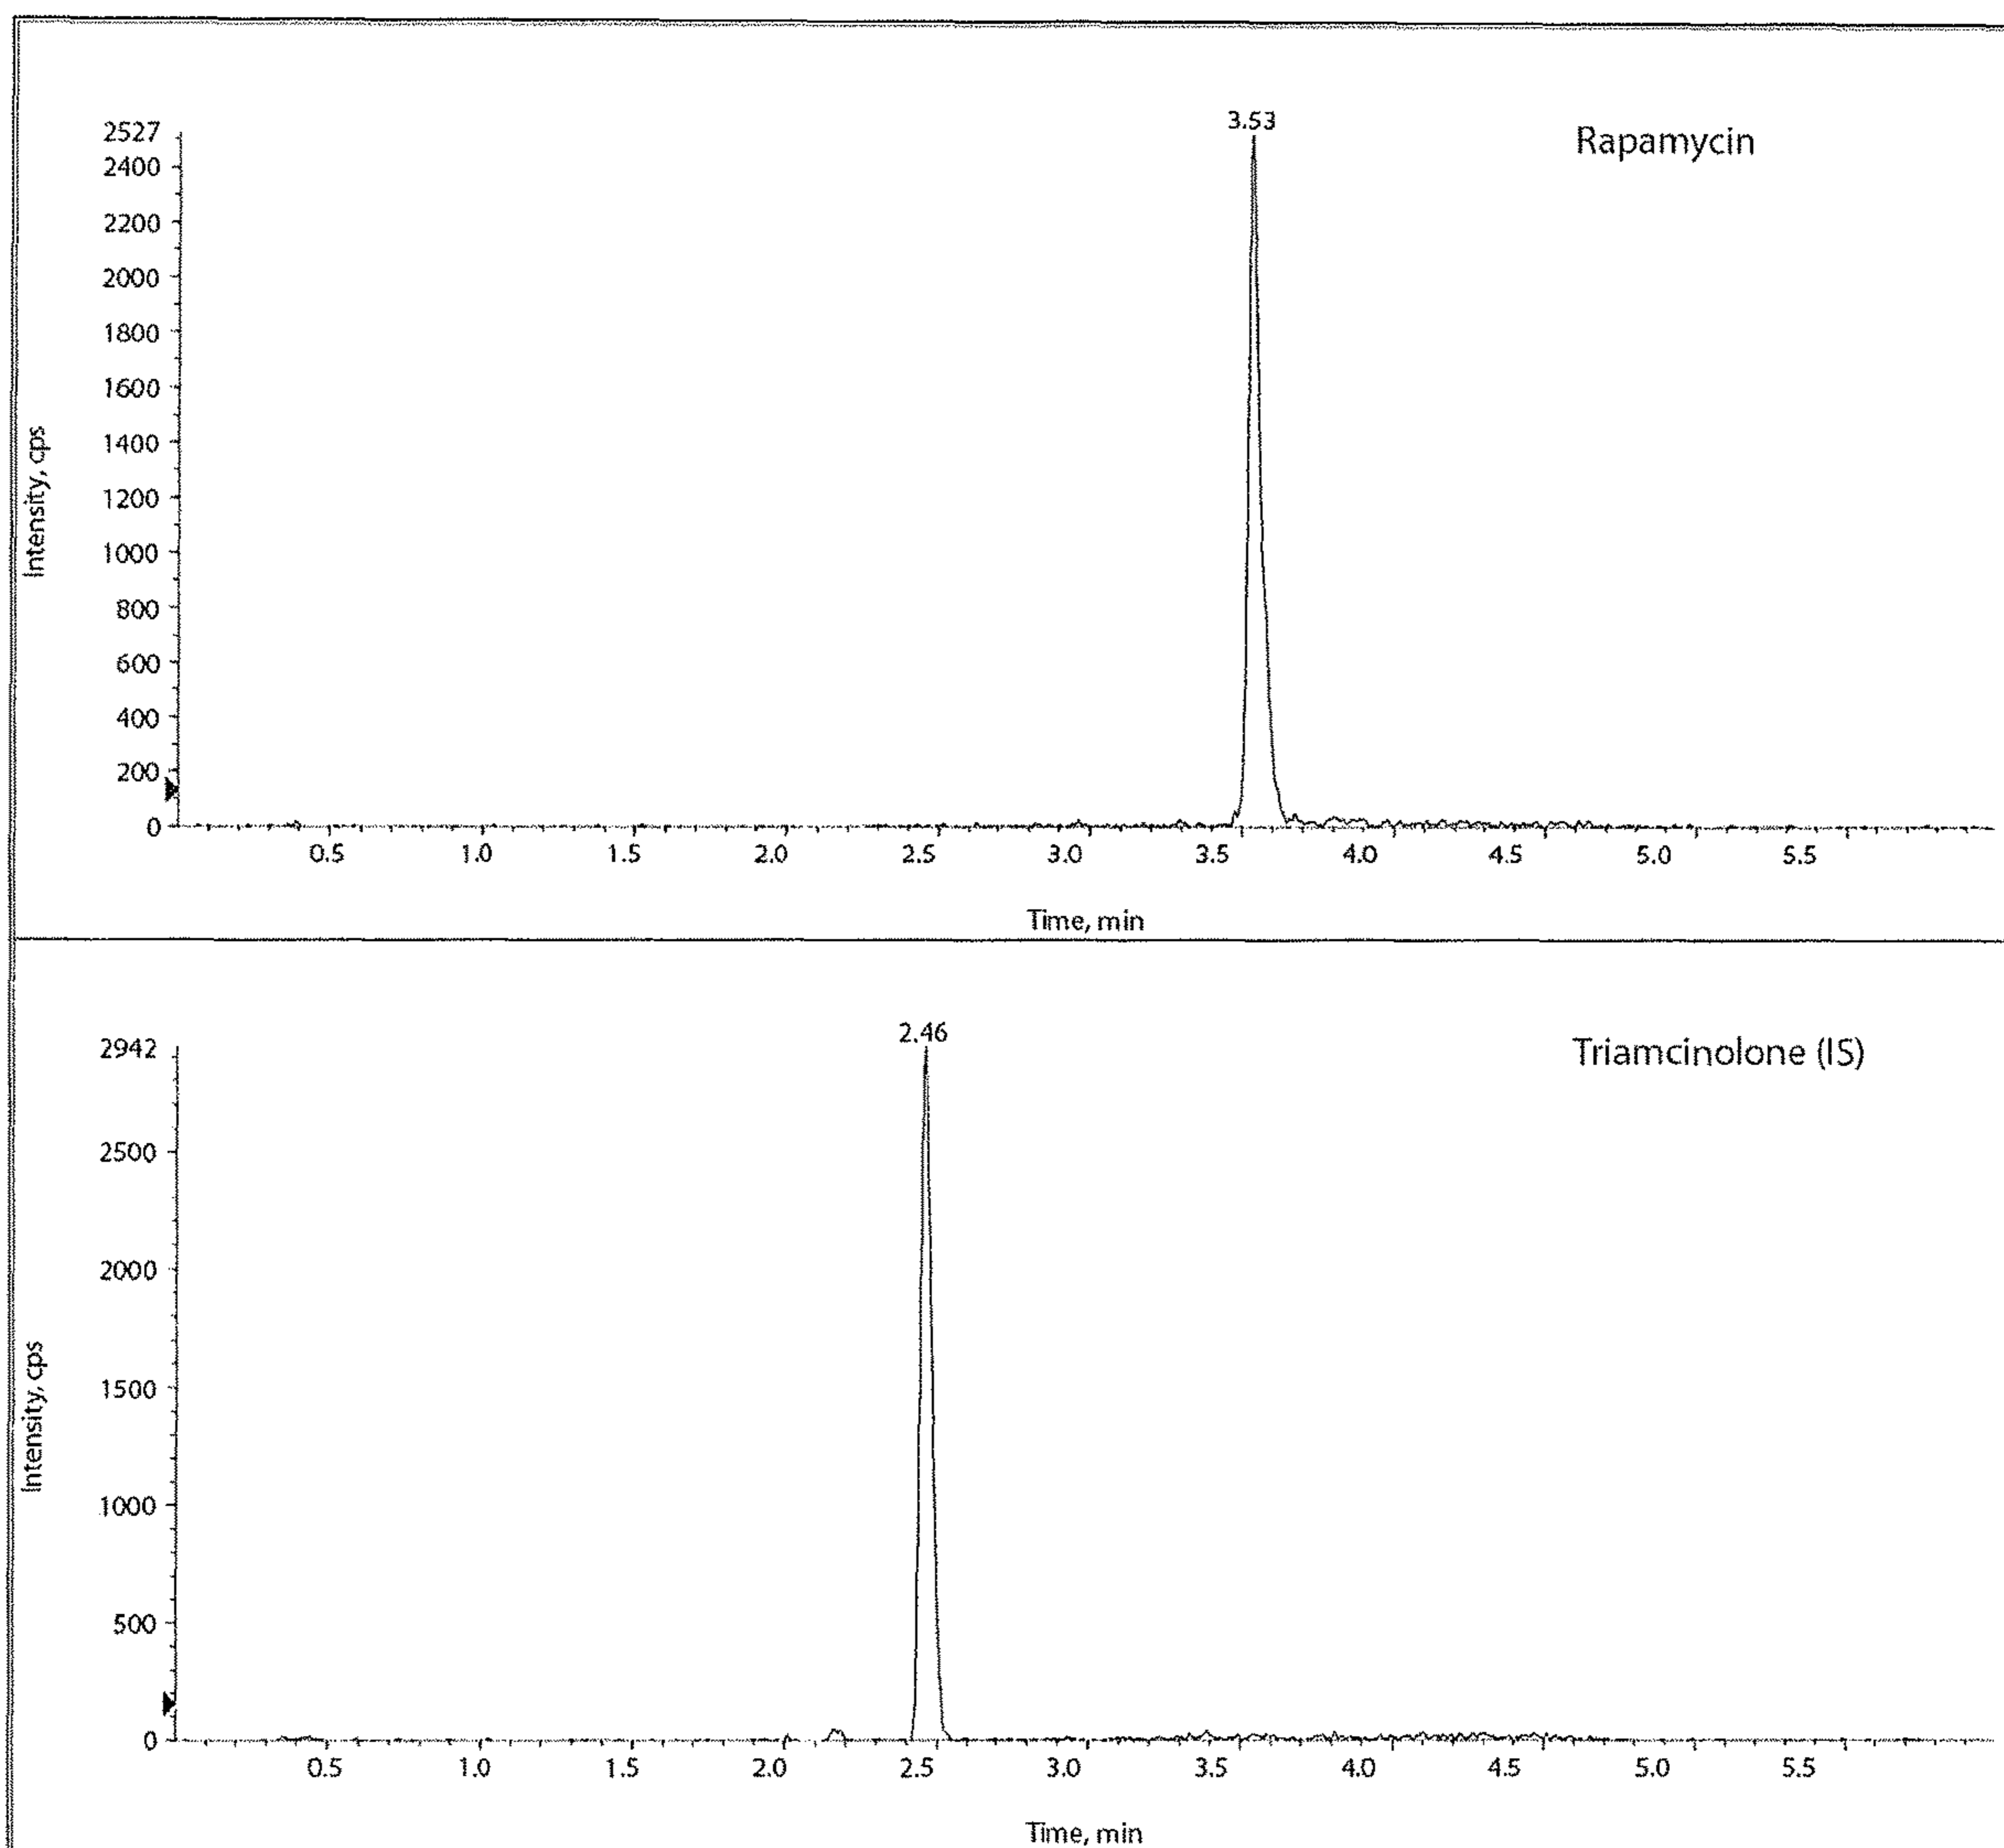 3.53
Rapamycin
2527
2400
2200
2000
1800
1600
1400
1200
1000
800
600
400
200
0
Intensity, cps
0.5 1.0 1.5 2.0 2.5 3.0 3.5 4.0 4.5 5.0 5.5
Time, min
2.46
Triamcinolone (IS)
2942
2500
2000
1500
1000
500
0
Intensity, cps
0.5 1.0 1.5 2.0 2.5 3.0 3.5 4.0 4.5 5.0 5.5
Time, min